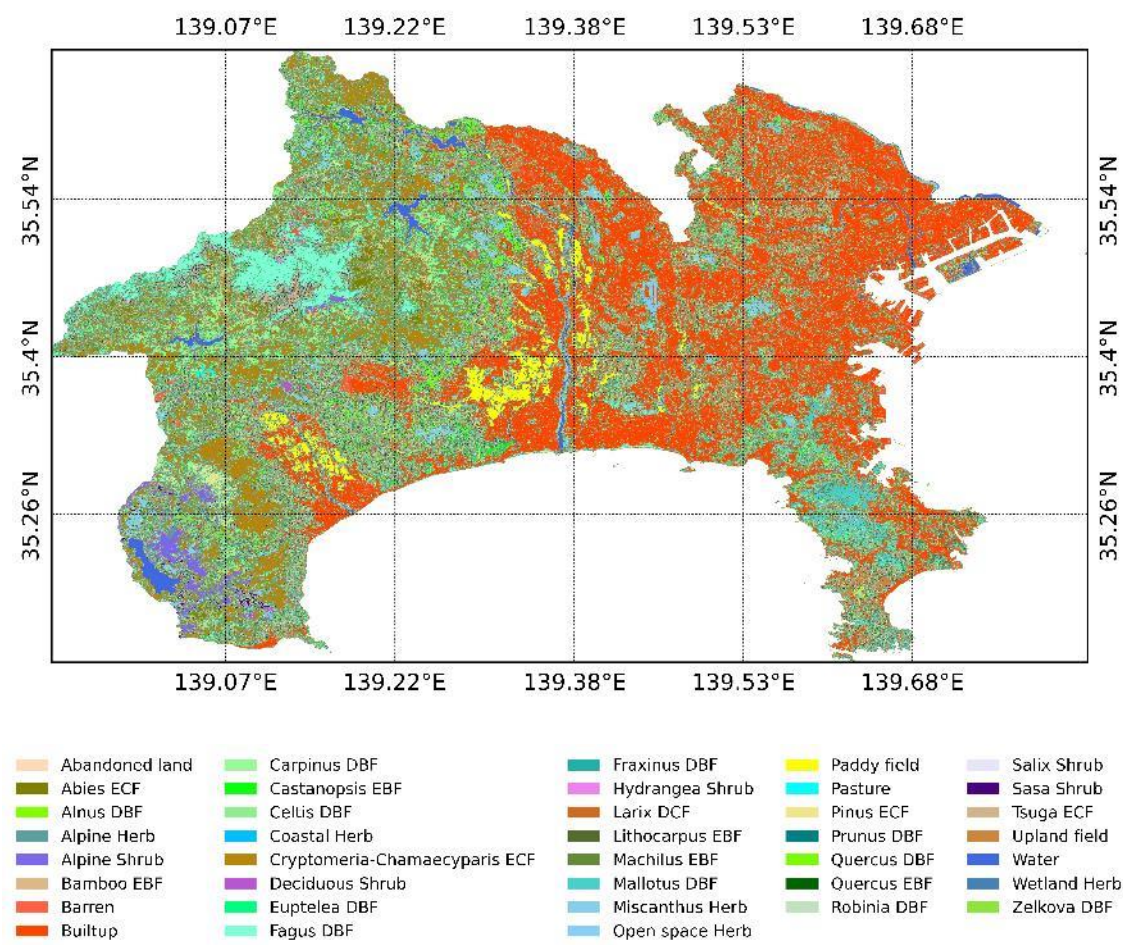 139.07°E 139.22°E 139.38°E 139.53°E 139.68°E
35.54°N 35.54°N
35.4°N 35.4°N
35.26°N 35.26°N
139.07°E 139.22°E 139.38°E 139.53°E 139.68°E
Abandoned land Carpinus DBF Fraxinus DBF Paddy field Salix Shrub
Abies ECF Castanopsis EBF Hydrangea Shrub Pasture Sasa Shrub
Alnus DBF Celtis DBF Larix DCF Pinus ECF Tsuga ECF
Alpine Herb Coastal Herb Lithocarpus EBF Prunus DBF Upland field
Alpine Shrub Cryptomeria-Chamaecyparis ECF Machilus EBF Quercus DBF Water
Bamboo EBF Deciduous Shrub Mallotus DBF Quercus EBF Wetland Herb
Barren Euptelea DBF Miscanthus Herb Robinia DBF Zelkova DBF
Builtup Fagus DBF Open space Herb